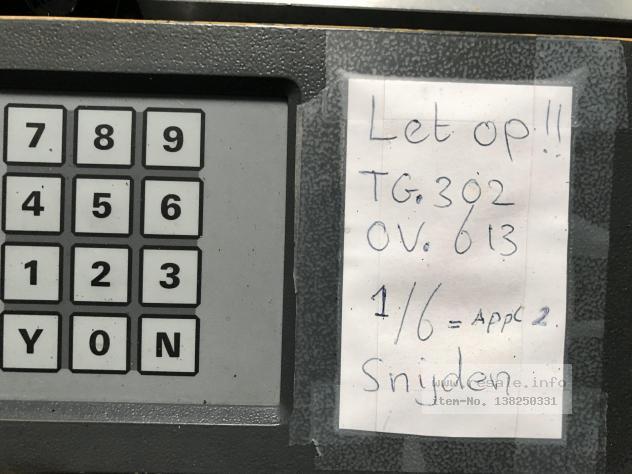 7 8 9
4 5 6
1 2 3
Y 0 N
Let op!!
TG. 302
OV. 613
1/6 = APPL 2
Snijden
www.resale.info
item-No. 138250331